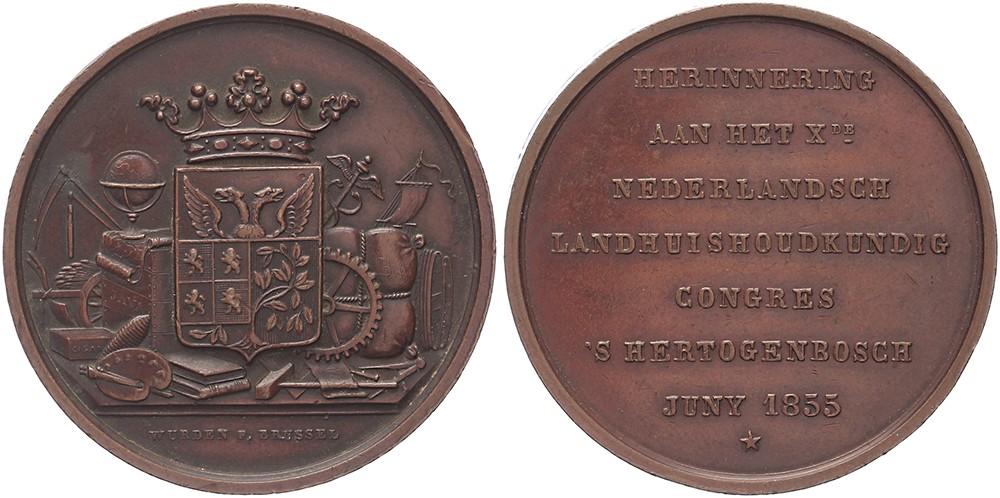 WURDEN F. BRUSSEL
HERINNERING
AAN HET XDE
NEDERLANDSCH
LANDHUISHOUDKUNDIG
CONGRES
'S HERTOGENBOSCH
JUNY 1855